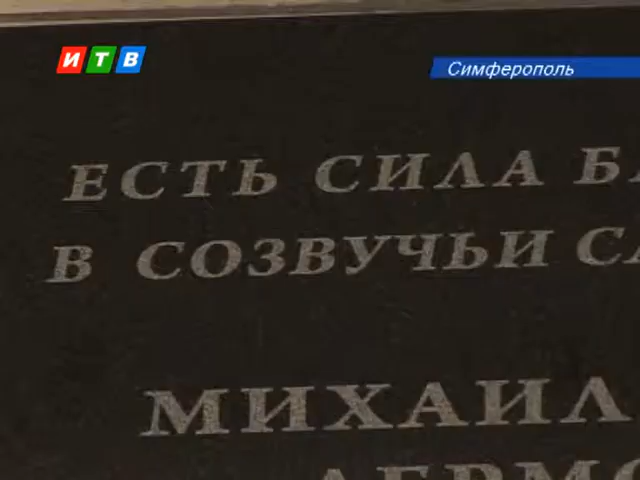 ИТВ
Симферополь
ЕСТЬ СИЛА
В СОЗВУЧЬИ
МИХАИЛ